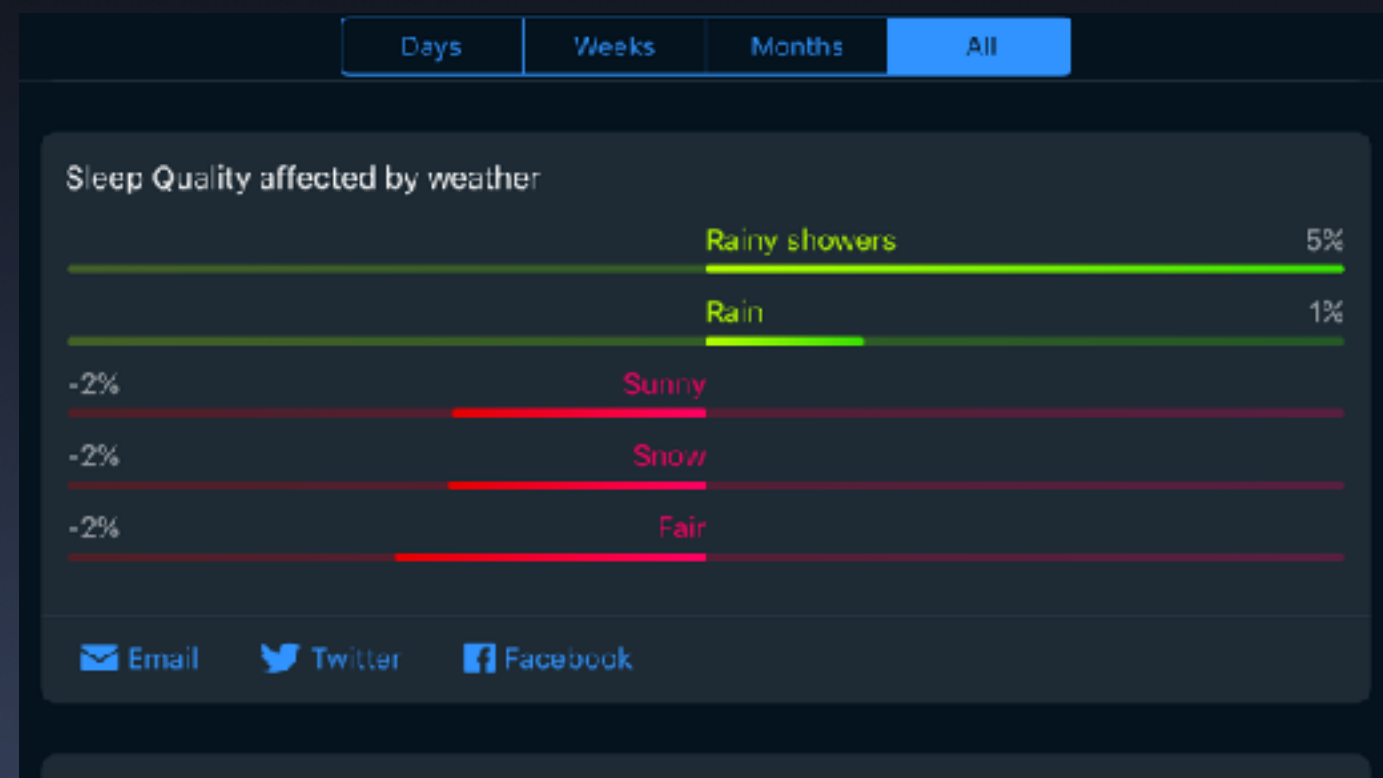 Days Weeks Months All
Sleep Quality affected by weather
Rainy showers 5%
Rain 1%
-2% Sunny
-2% Snow
-2% Fair
Email Twitter Facebook